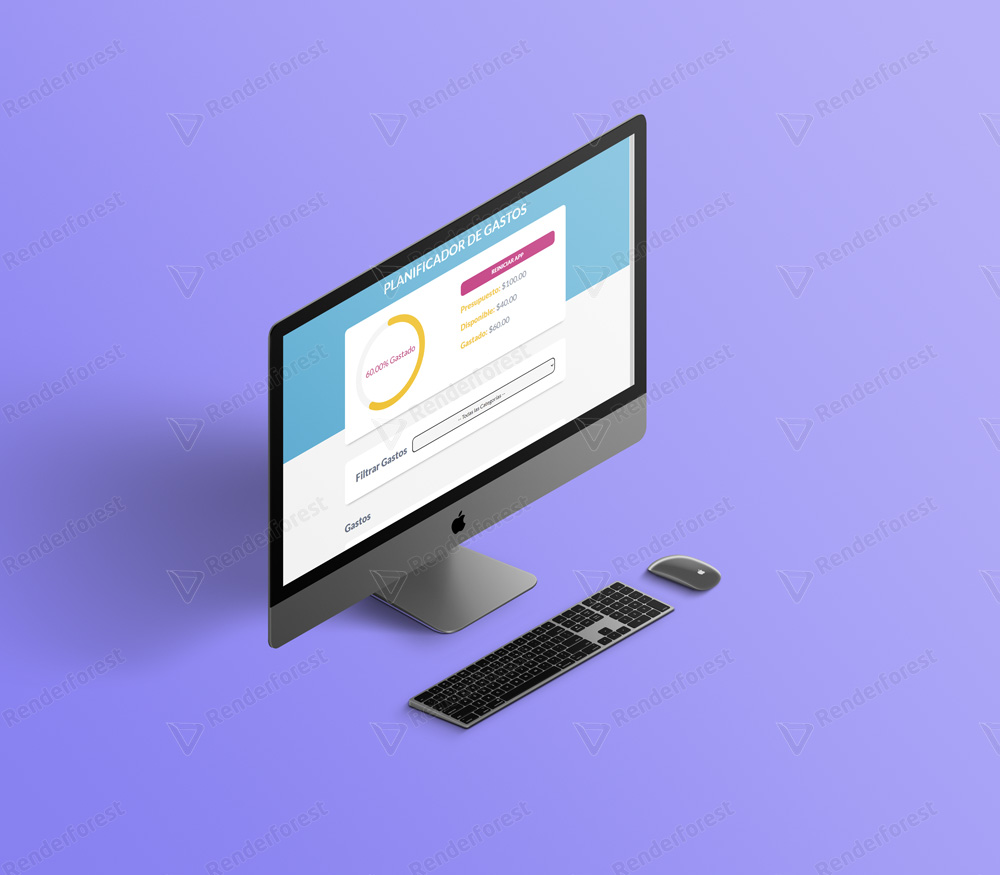 PLANIFICADOR DE GASTOS
60.00% Gastado
REINICIAR APP
Presupuesto: $100.00
Disponible: $40.00
Gastado: $60.00
Filtrar Gastos
-- Todas las Categorías --
Gastos
Renderforest